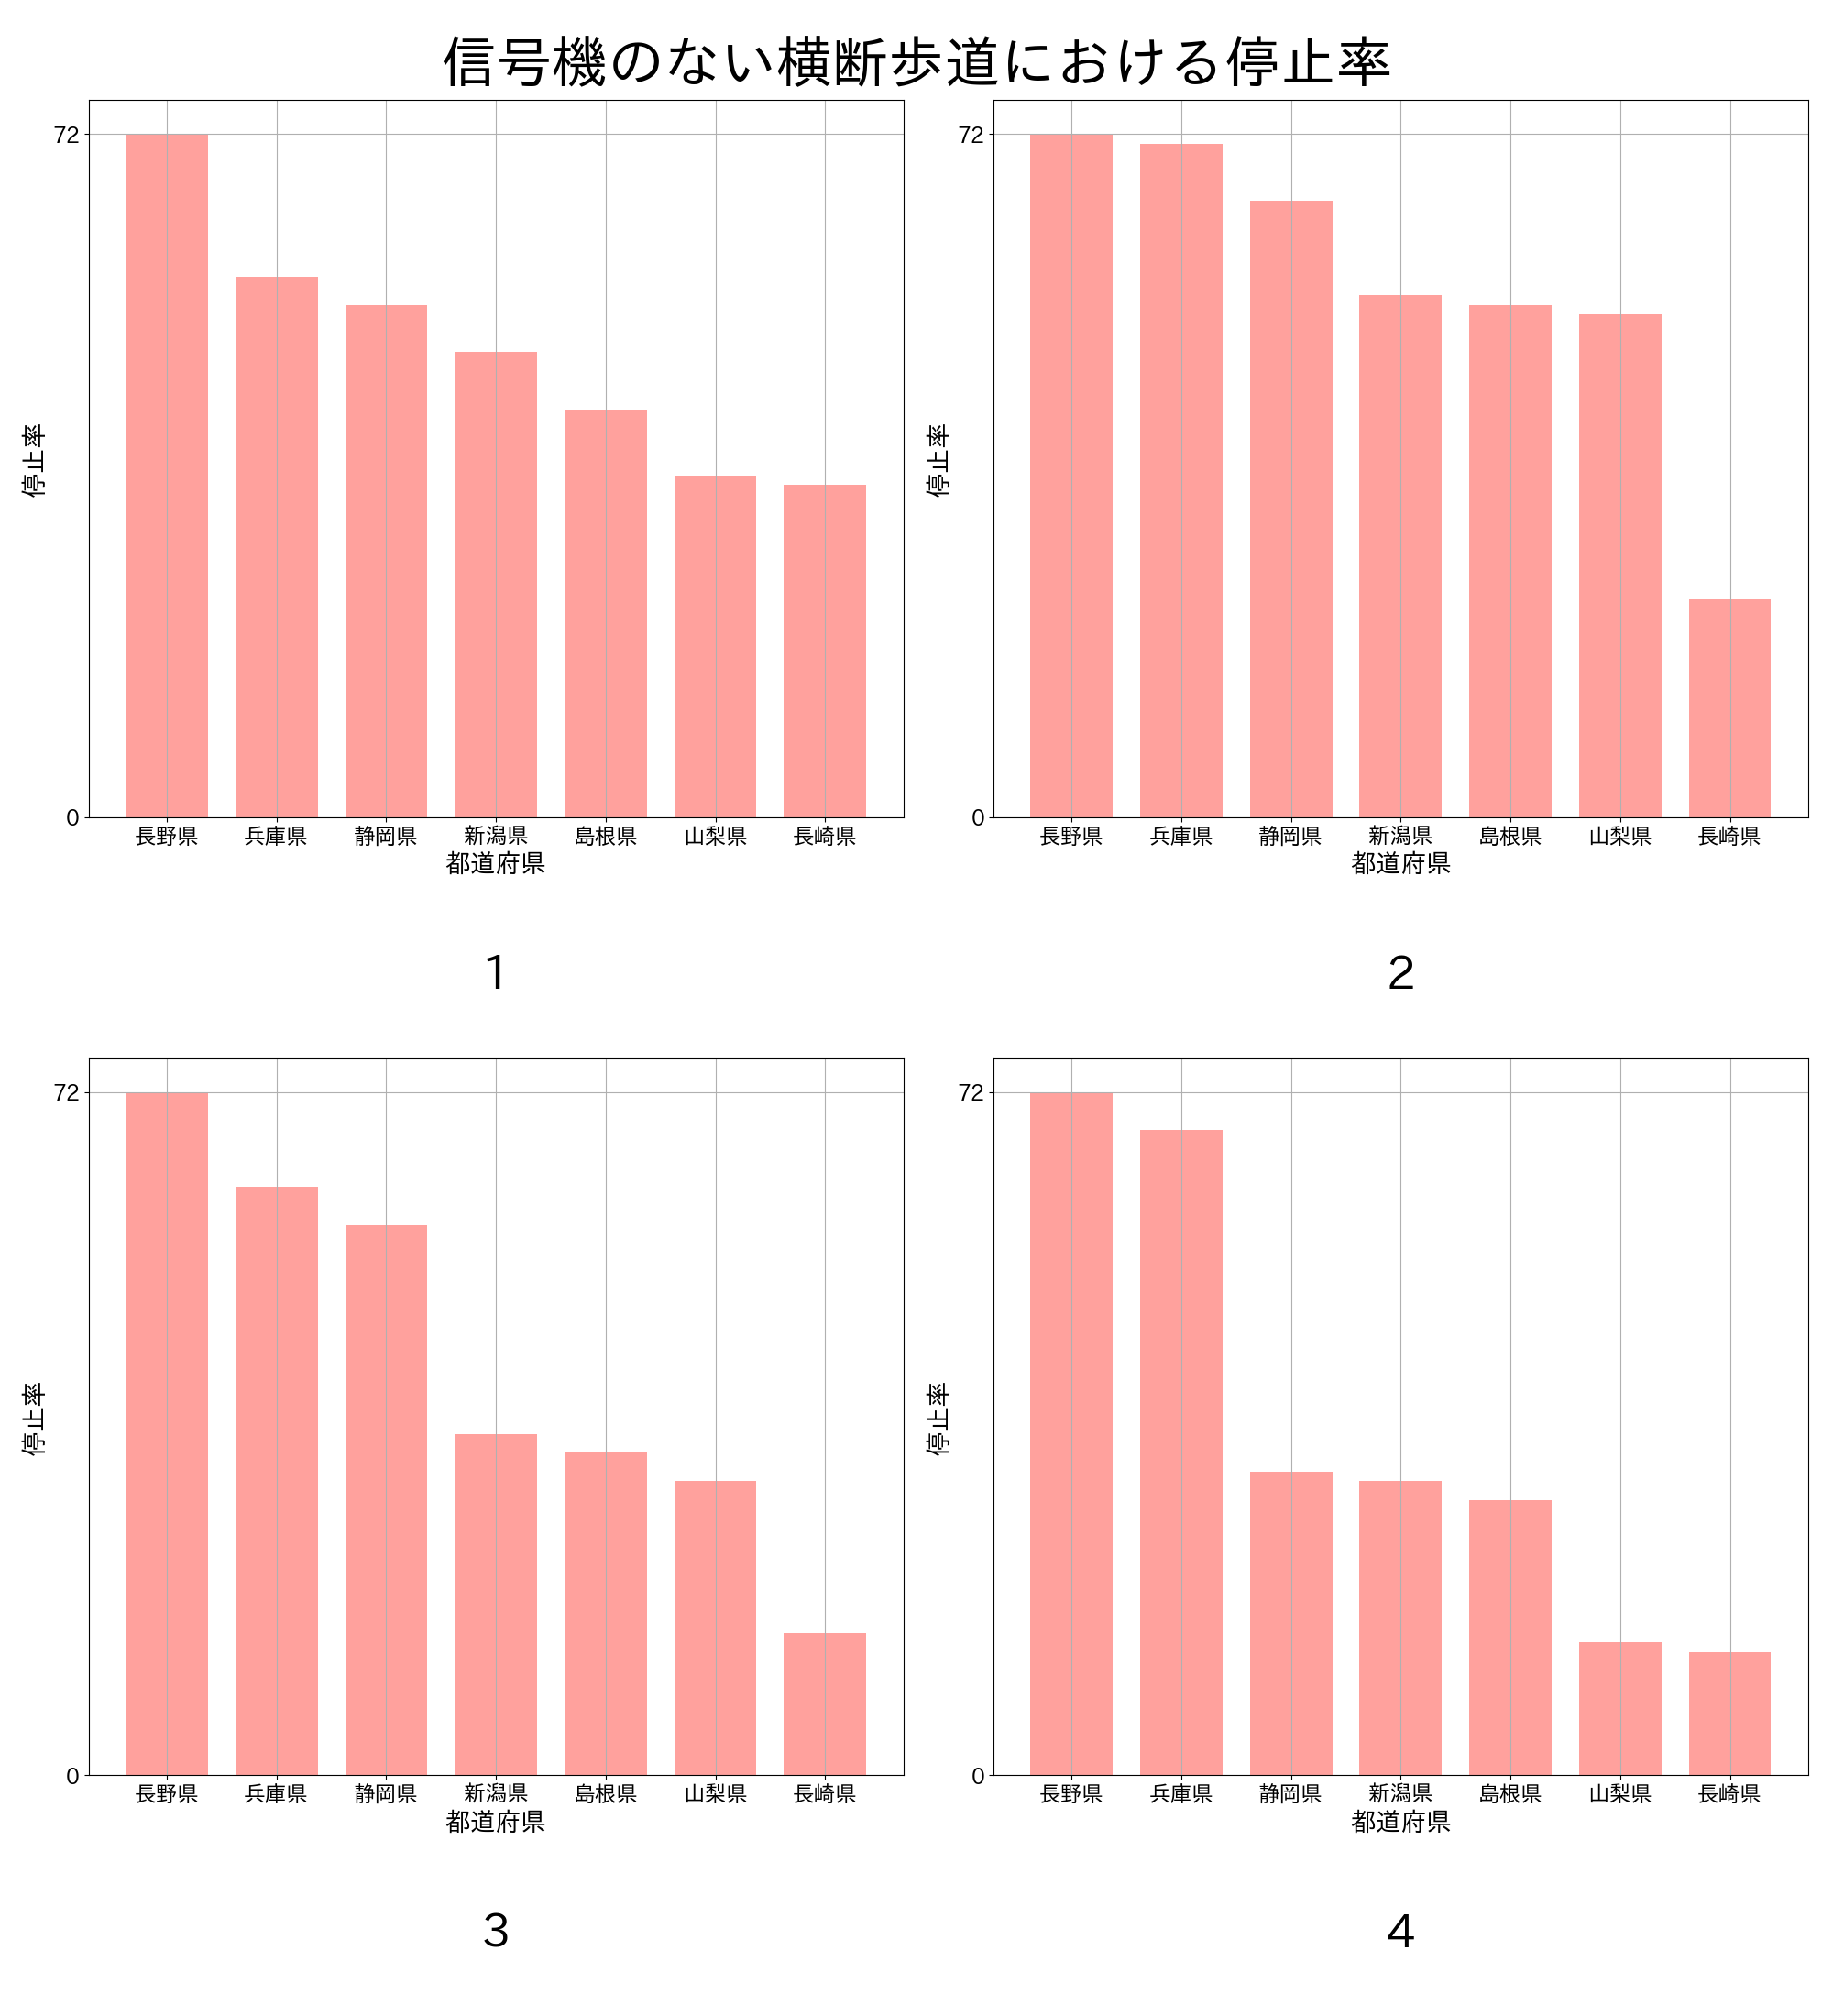 信号機のない横断歩道における停止率
72
0
停止率
長野県 兵庫県 静岡県 新潟県 島根県 山梨県 長崎県
都道府県
1
72
0
停止率
長野県 兵庫県 静岡県 新潟県 島根県 山梨県 長崎県
都道府県
2
72
0
停止率
長野県 兵庫県 静岡県 新潟県 島根県 山梨県 長崎県
都道府県
3
72
0
停止率
長野県 兵庫県 静岡県 新潟県 島根県 山梨県 長崎県
都道府県
4